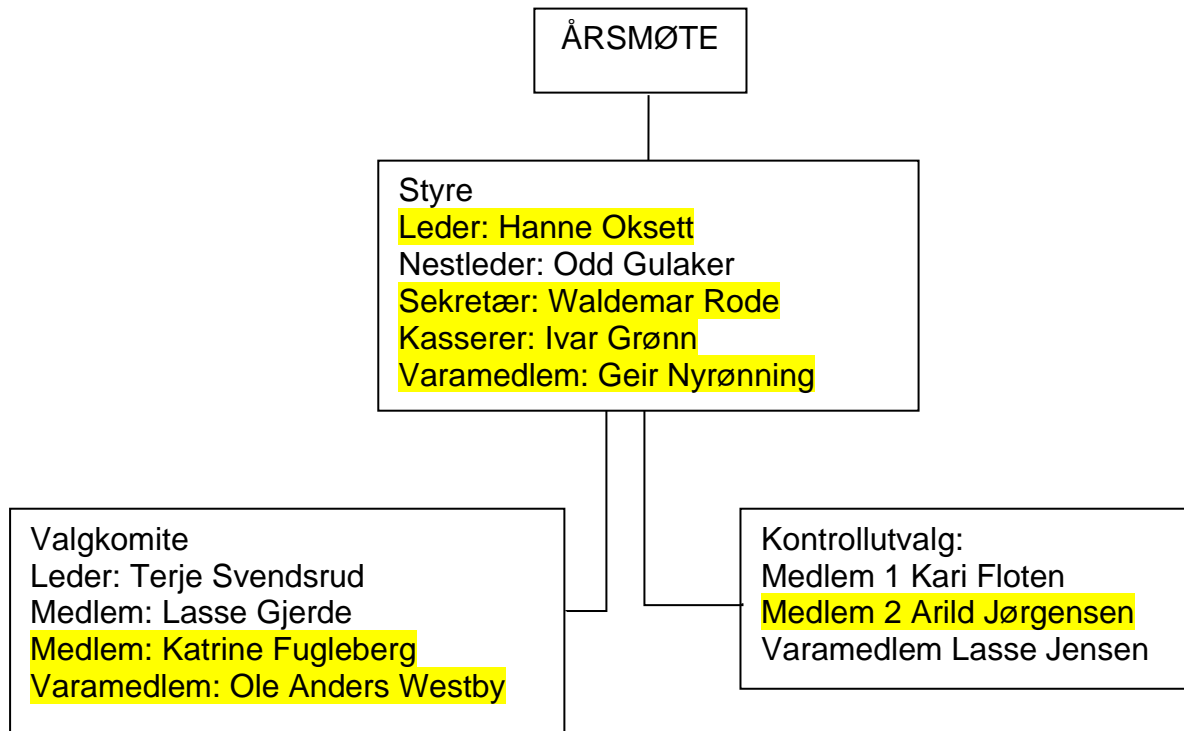 ÅRSMØTE
Styre
Leder: Hanne Oksett
Nestleder: Odd Gulaker
Sekretær: Waldemar Rode
Kasserer: Ivar Grønn
Varamedlem: Geir Nyrønning
Valgkomite
Leder: Terje Svendsrud
Medlem: Lasse Gjerde
Medlem: Katrine Fugleberg
Varamedlem: Ole Anders Westby
Kontrollutvalg:
Medlem 1 Kari Floten
Medlem 2 Arild Jørgensen
Varamedlem Lasse Jensen